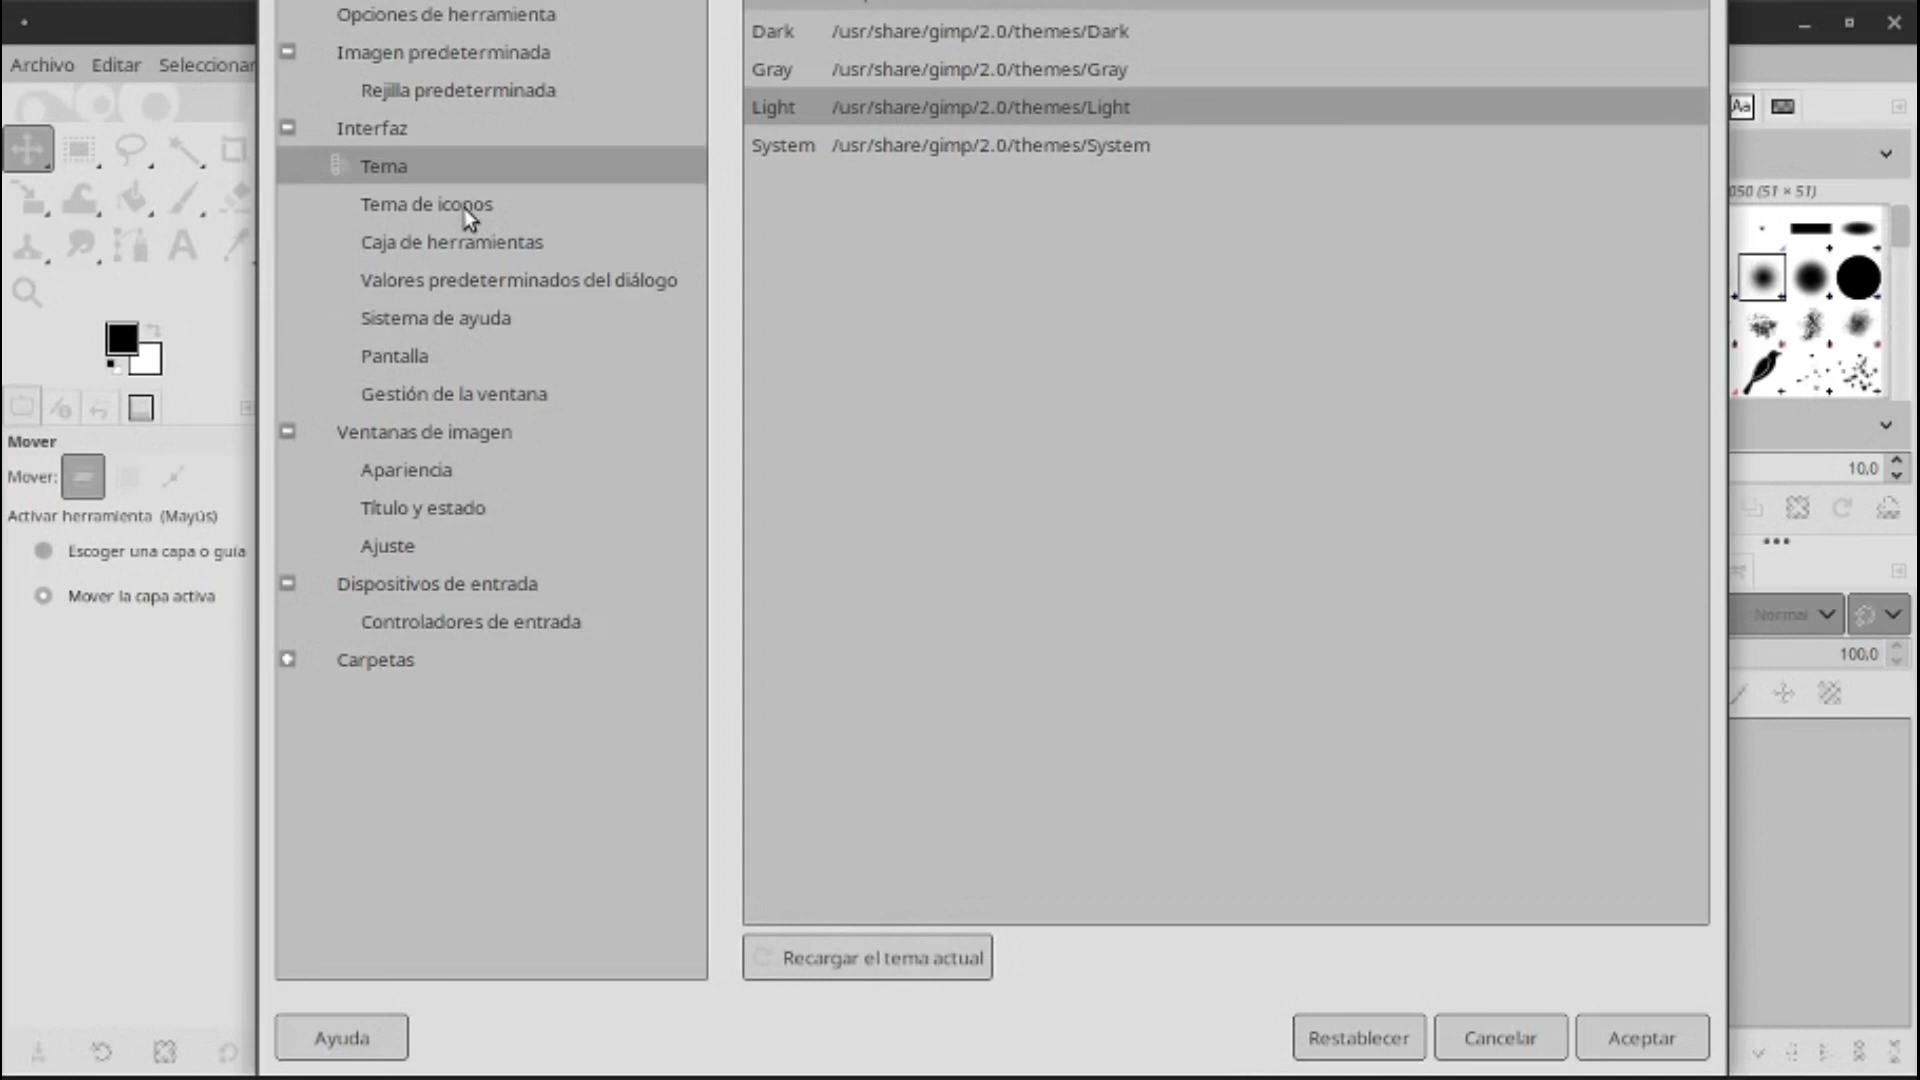 Archivo Editar Seleccionar
Mover
Mover:
Activar herramienta (Mayús)
Escoger una capa o guía
Mover la capa activa
Opciones de herramienta
Imagen predeterminada
Rejilla predeterminada
Interfaz
Tema
Tema de iconos
Caja de herramientas
Valores predeterminados del diálogo
Sistema de ayuda
Pantalla
Gestión de la ventana
Ventanas de imagen
Apariencia
Título y estado
Ajuste
Dispositivos de entrada
Controladores de entrada
Carpetas
Dark /usr/share/gimp/2.0/themes/Dark
Gray /usr/share/gimp/2.0/themes/Gray
Light /usr/share/gimp/2.0/themes/Light
System /usr/share/gimp/2.0/themes/System
Recargar el tema actual
Ayuda
Restablecer
Cancelar
Aceptar
Aa
050 (51 × 51)
10,0
Normal
100,0